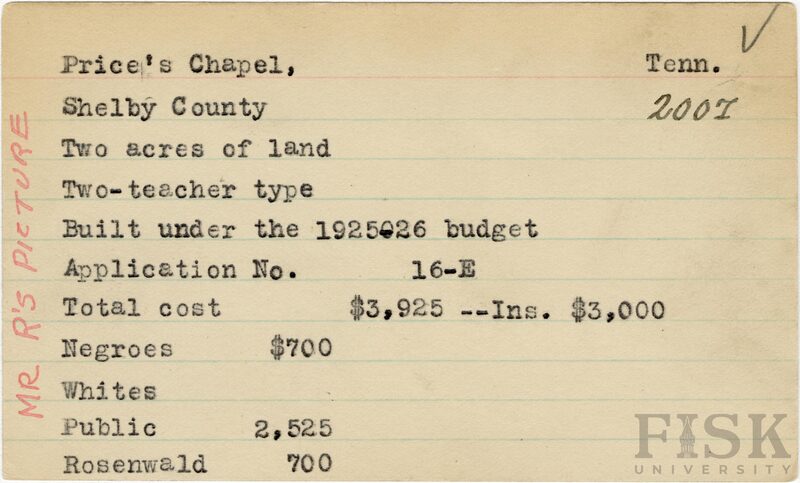 Price's Chapel, Tenn. ✓
Shelby County 2007
Two acres of land
Two-teacher type
Built under the 1925-26 budget
Application No. 16-E
Total cost $3,925 --Ins. $3,000
Negroes $700
Whites
Public 2,525
Rosenwald 700
MR R'S PICTURE
FISK
UNIVERSITY